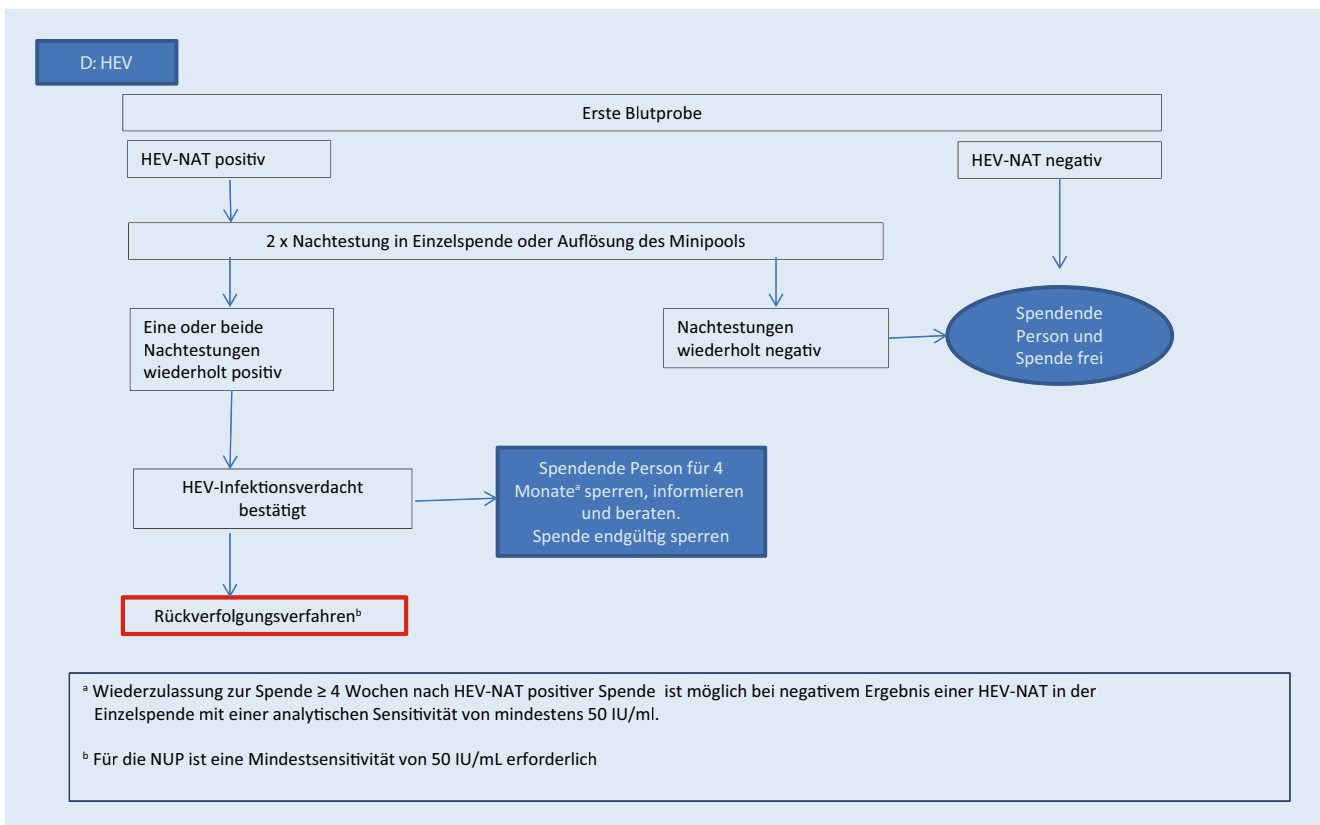 D: HEV
Erste Blutprobe
HEV-NAT positiv
HEV-NAT negativ
2 x Nachtestung in Einzelspende oder Auflösung des Minipools
Eine oder beide
Nachtestungen
wiederholt positiv
Nachtestungen
wiederholt negativ
Spendende
Person und
Spende frei
HEV-Infektionsverdacht
bestätigt
Spendende Person für 4
Monateᵃ sperren, informieren
und beraten.
Spende endgültig sperren
Rückverfolgungsverfahrenᵇ
ᵃ Wiederzulassung zur Spende ≥ 4 Wochen nach HEV-NAT positiver Spende ist möglich bei negativem Ergebnis einer HEV-NAT in der
Einzelspende mit einer analytischen Sensitivität von mindestens 50 IU/ml.
ᵇ Für die NUP ist eine Mindestsensitivität von 50 IU/mL erforderlich